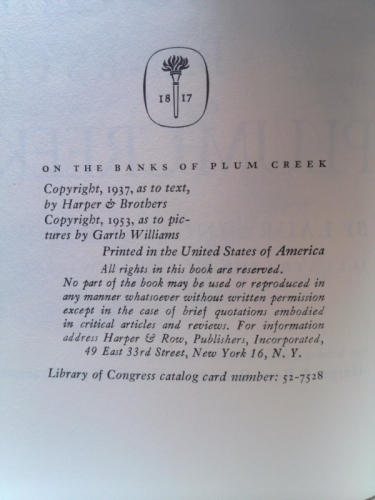 18 17
ON THE BANKS OF PLUM CREEK
Copyright, 1937, as to text,
by Harper & Brothers
Copyright, 1953, as to pic-
tures by Garth Williams
Printed in the United States of America
All rights in this book are reserved.
No part of the book may be used or reproduced in
any manner whatsoever without written permission
except in the case of brief quotations embodied
in critical articles and reviews. For information
address Harper & Row, Publishers, Incorporated,
49 East 33rd Street, New York 16, N. Y.
Library of Congress catalog card number: 52-7528